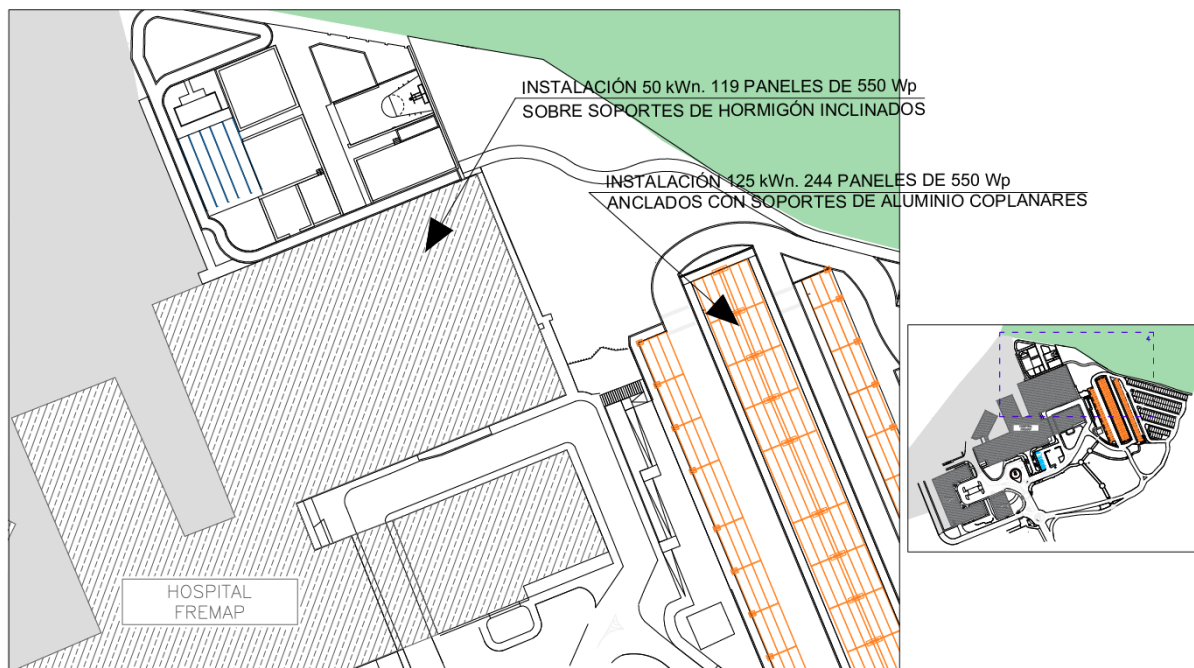 INSTALACIÓN 50 kWn. 119 PANELES DE 550 Wp
SOBRE SOPORTES DE HORMIGÓN INCLINADOS
INSTALACIÓN 125 kWn. 244 PANELES DE 550 Wp
ANCLADOS CON SOPORTES DE ALUMINIO COPLANARES
HOSPITAL
FREMAP